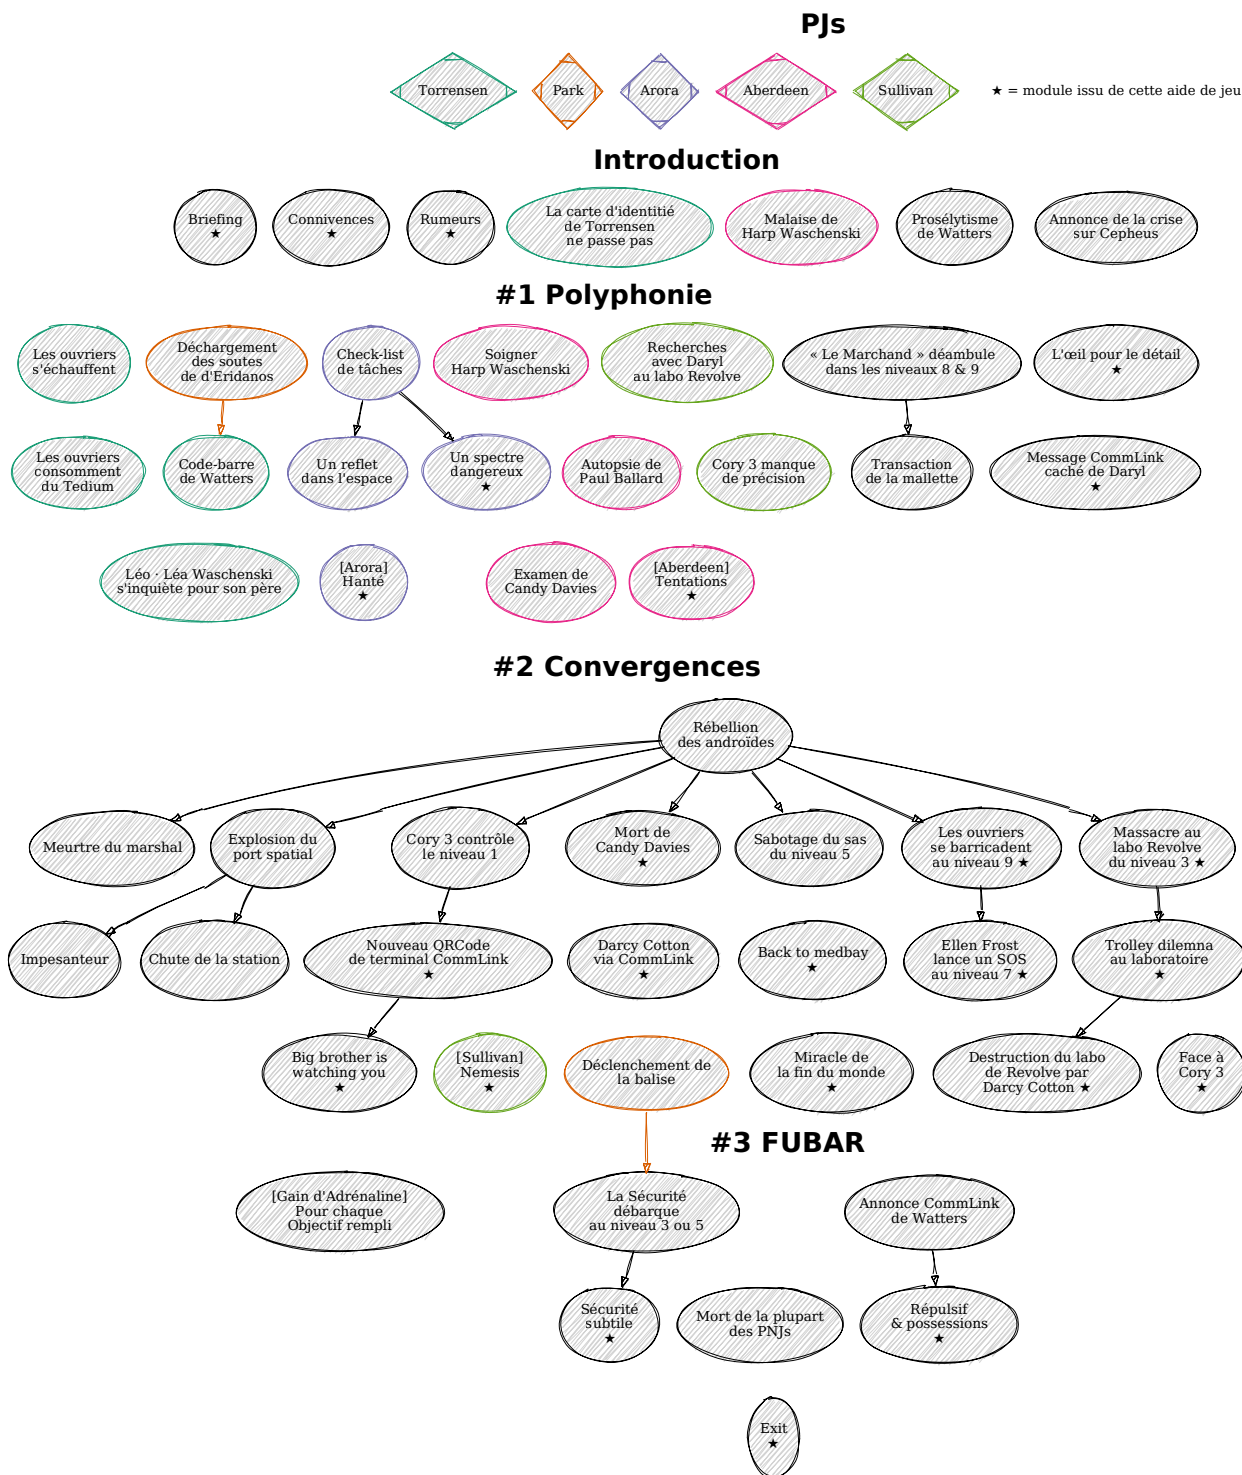 PJs
Torrensen
Park
Arora
Aberdeen
Sullivan
★ = module issu de cette aide de jeu
Introduction
Briefing
★
Connivences
★
Rumeurs
★
La carte d'identitié
de Torrensen
ne passe pas
Malaise de
Harp Waschenski
Prosélytisme
de Watters
Annonce de la crise
sur Cepheus
#1 Polyphonie
Les ouvriers
s'échauffent
Déchargement
des soutes
de d'Eridanos
Check-list
de tâches
Soigner
Harp Waschenski
Recherches
avec Daryl
au labo Revolve
« Le Marchand » déambule
dans les niveaux 8 & 9
L'œil pour le détail
★
Les ouvriers
consomment
du Tedium
Code-barre
de Watters
Un reflet
dans l'espace
Un spectre
dangereux
★
Autopsie de
Paul Ballard
Cory 3 manque
de précision
Transaction
de la mallette
Message CommLink
caché de Daryl
★
Léo · Léa Waschenski
s'inquiète pour son père
[Arora]
Hanté
★
Examen de
Candy Davies
[Aberdeen]
Tentations
★
#2 Convergences
Rébellion
des androïdes
Meurtre du marshal
Explosion du
port spatial
Cory 3 contrôle
le niveau 1
Mort de
Candy Davies
★
Sabotage du sas
du niveau 5
Les ouvriers
se barricadent
au niveau 9 ★
Massacre au
labo Revolve
du niveau 3 ★
Impesanteur
Chute de la station
Nouveau QRCode
de terminal CommLink
★
Darcy Cotton
via CommLink
★
Back to medbay
★
Ellen Frost
lance un SOS
au niveau 7 ★
Trolley dilemna
au laboratoire
★
Big brother is
watching you
★
[Sullivan]
Nemesis
★
Déclenchement de
la balise
Miracle de
la fin du monde
★
Destruction du labo
de Revolve par
Darcy Cotton ★
Face à
Cory 3
★
#3 FUBAR
[Gain d'Adrénaline]
Pour chaque
Objectif rempli
La Sécurité
débarque
au niveau 3 ou 5
Annonce CommLink
de Watters
Sécurité
subtile
★
Mort de la plupart
des PNJs
Répulsif
& possessions
★
Exit
★